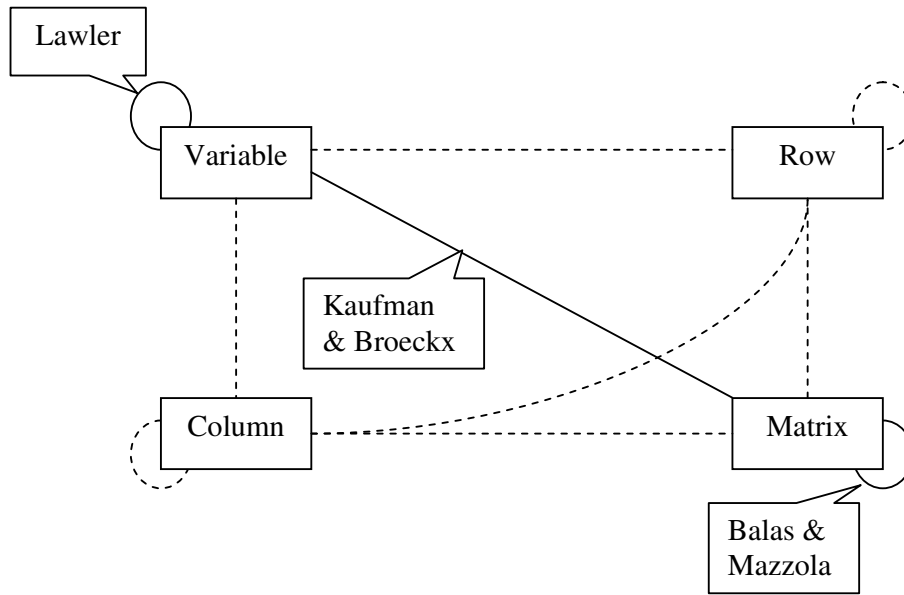 Lawler
Variable
Row
Kaufman
& Broeckx
Column
Matrix
Balas &
Mazzola